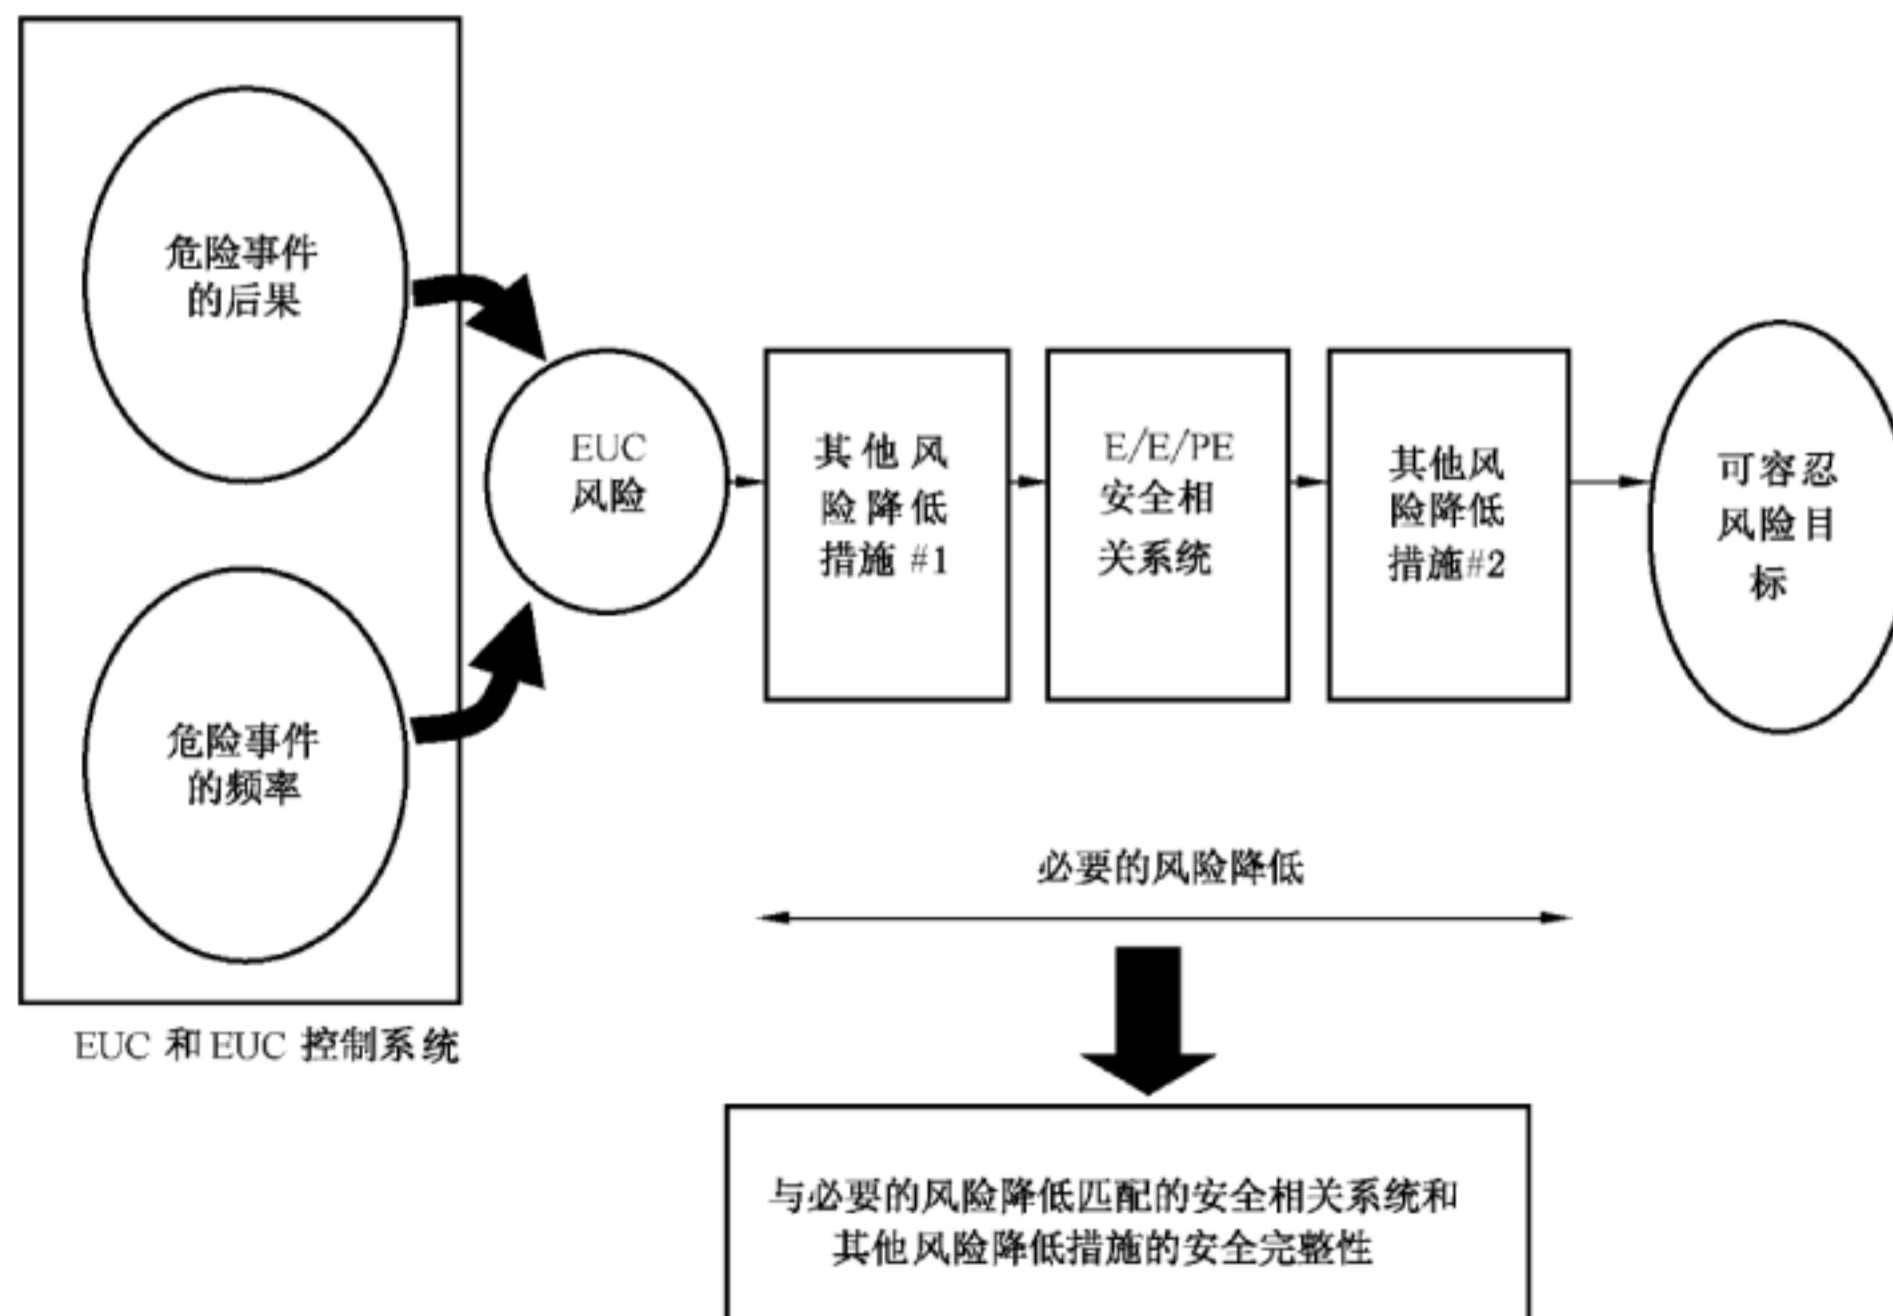 危险事件
的后果
EUC
风险
其他风
险降低
措施 #1
E/E/PE
安全相
关系统
其他风
险降低
措施#2
可容忍
风险目
标
危险事件
的频率
必要的风险降低
EUC 和 EUC 控制系统
与必要的风险降低匹配的安全相关系统和
其他风险降低措施的安全完整性